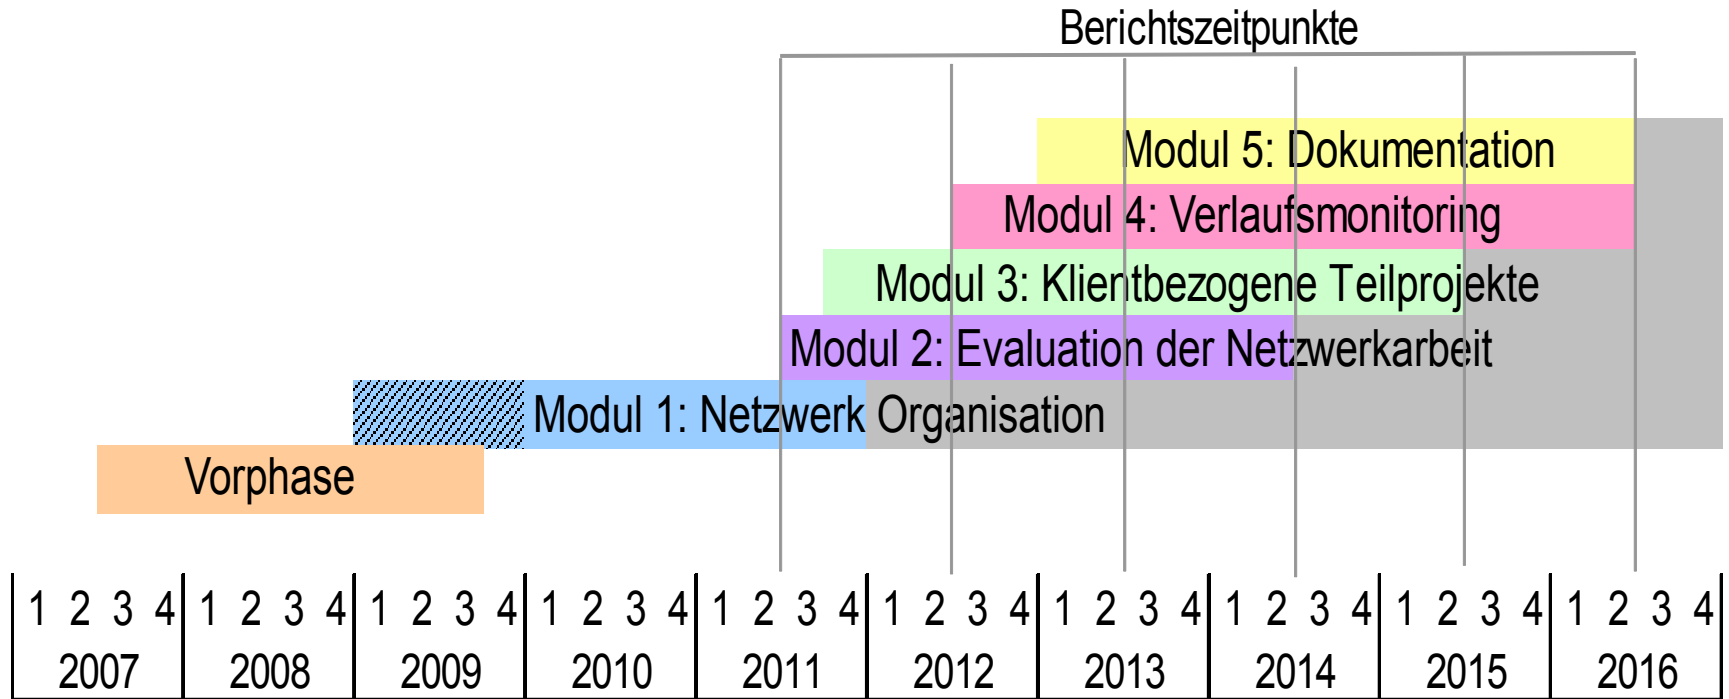 Berichtszeitpunkte
Modul 5: Dokumentation
Modul 4: Verlaufsmonitoring
Modul 3: Klientbezogene Teilprojekte
Modul 2: Evaluation der Netzwerkarbeit
Modul 1: Netzwerk Organisation
Vorphase
1 2 3 4 1 2 3 4 1 2 3 4 1 2 3 4 1 2 3 4 1 2 3 4 1 2 3 4 1 2 3 4 1 2 3 4 1 2 3 4
2007 2008 2009 2010 2011 2012 2013 2014 2015 2016